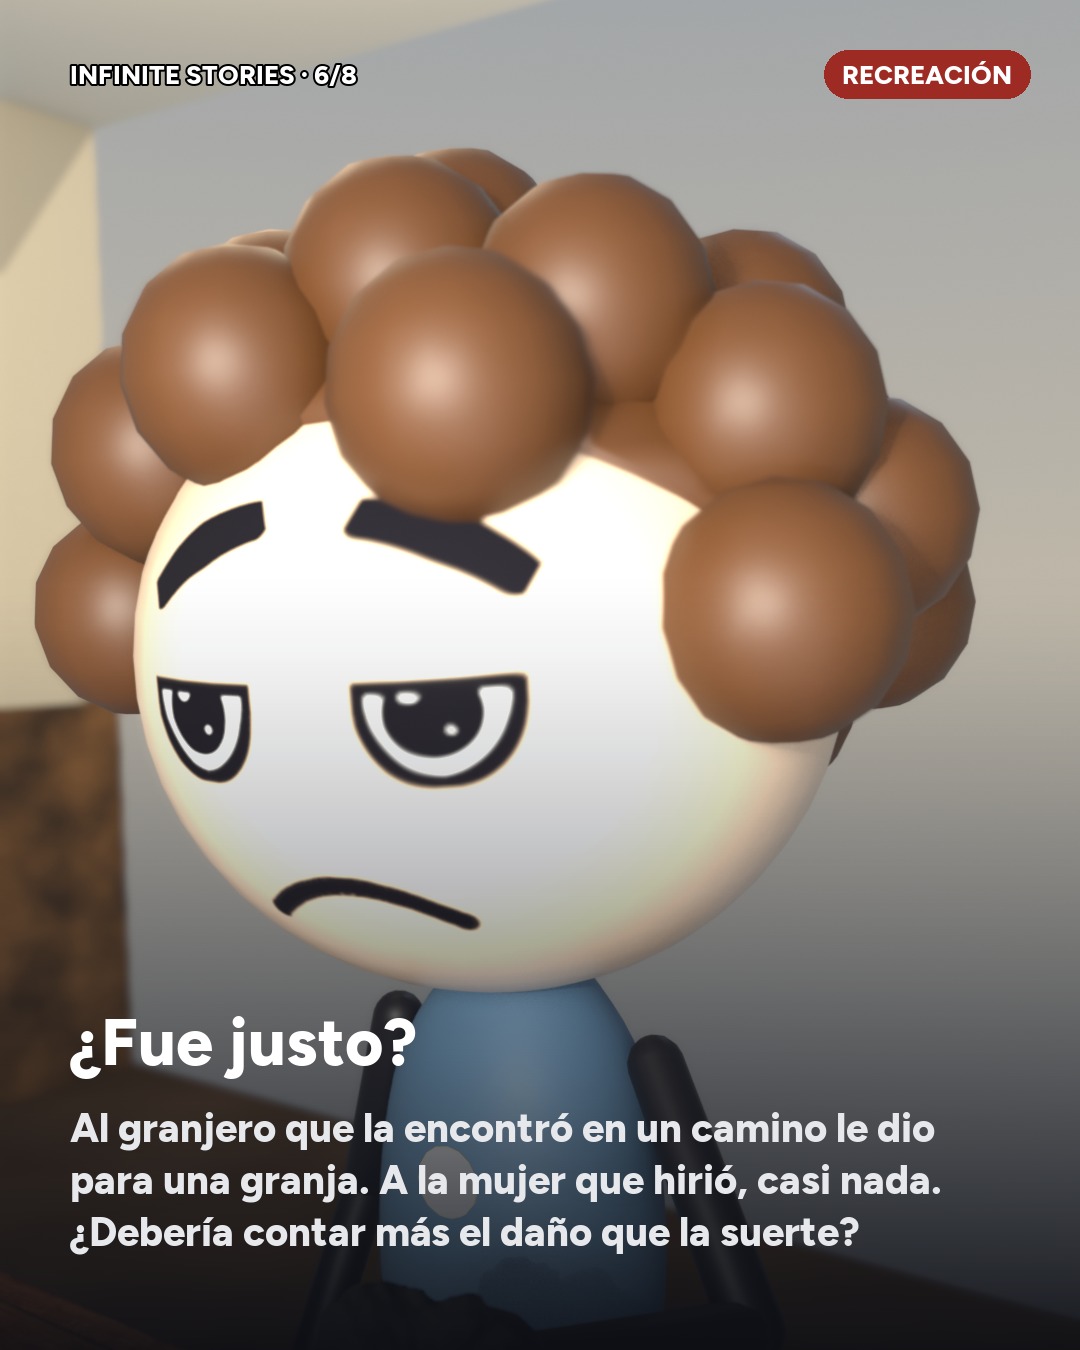 INFINITE STORIES · 6/8
RECREACIÓN
¿Fue justo?
Al granjero que la encontró en un camino le dio
para una granja. A la mujer que hirió, casi nada.
¿Debería contar más el daño que la suerte?